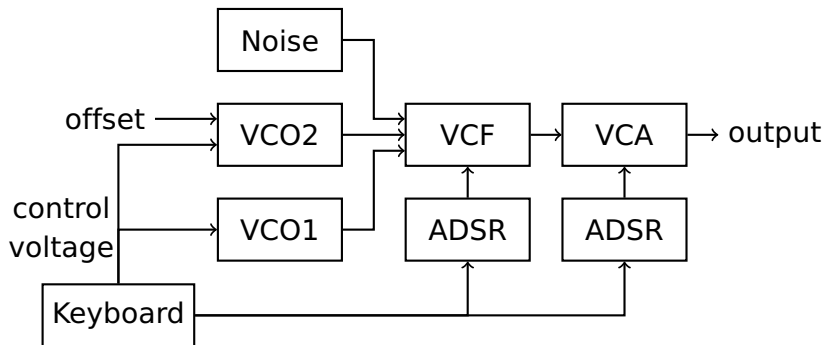 Noise
offset
VCO2
VCF
VCA
output
control
voltage
VCO1
ADSR
ADSR
Keyboard